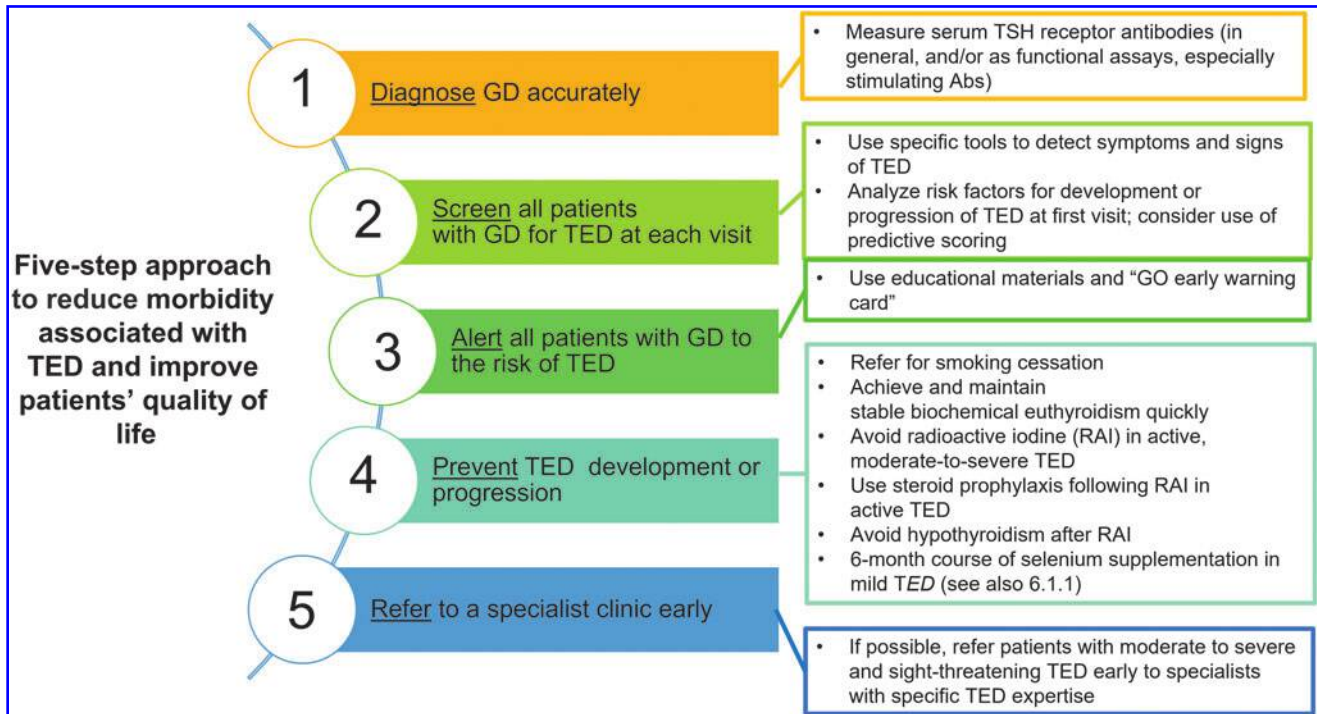 Five-step approach
to reduce morbidity
associated with
TED and improve
patients’ quality of
life
1
Diagnose GD accurately
• Measure serum TSH receptor antibodies (in
general, and/or as functional assays, especially
stimulating Abs)
2
Screen all patients
with GD for TED at each visit
• Use specific tools to detect symptoms and signs
of TED
• Analyze risk factors for development or
progression of TED at first visit; consider use of
predictive scoring
3
Alert all patients with GD to
the risk of TED
• Use educational materials and “GO early warning
card”
4
Prevent TED development or
progression
• Refer for smoking cessation
• Achieve and maintain
stable biochemical euthyroidism quickly
• Avoid radioactive iodine (RAI) in active,
moderate-to-severe TED
• Use steroid prophylaxis following RAI in
active TED
• Avoid hypothyroidism after RAI
• 6-month course of selenium supplementation in
mild TED (see also 6.1.1)
5
Refer to a specialist clinic early
• If possible, refer patients with moderate to severe
and sight-threatening TED early to specialists
with specific TED expertise